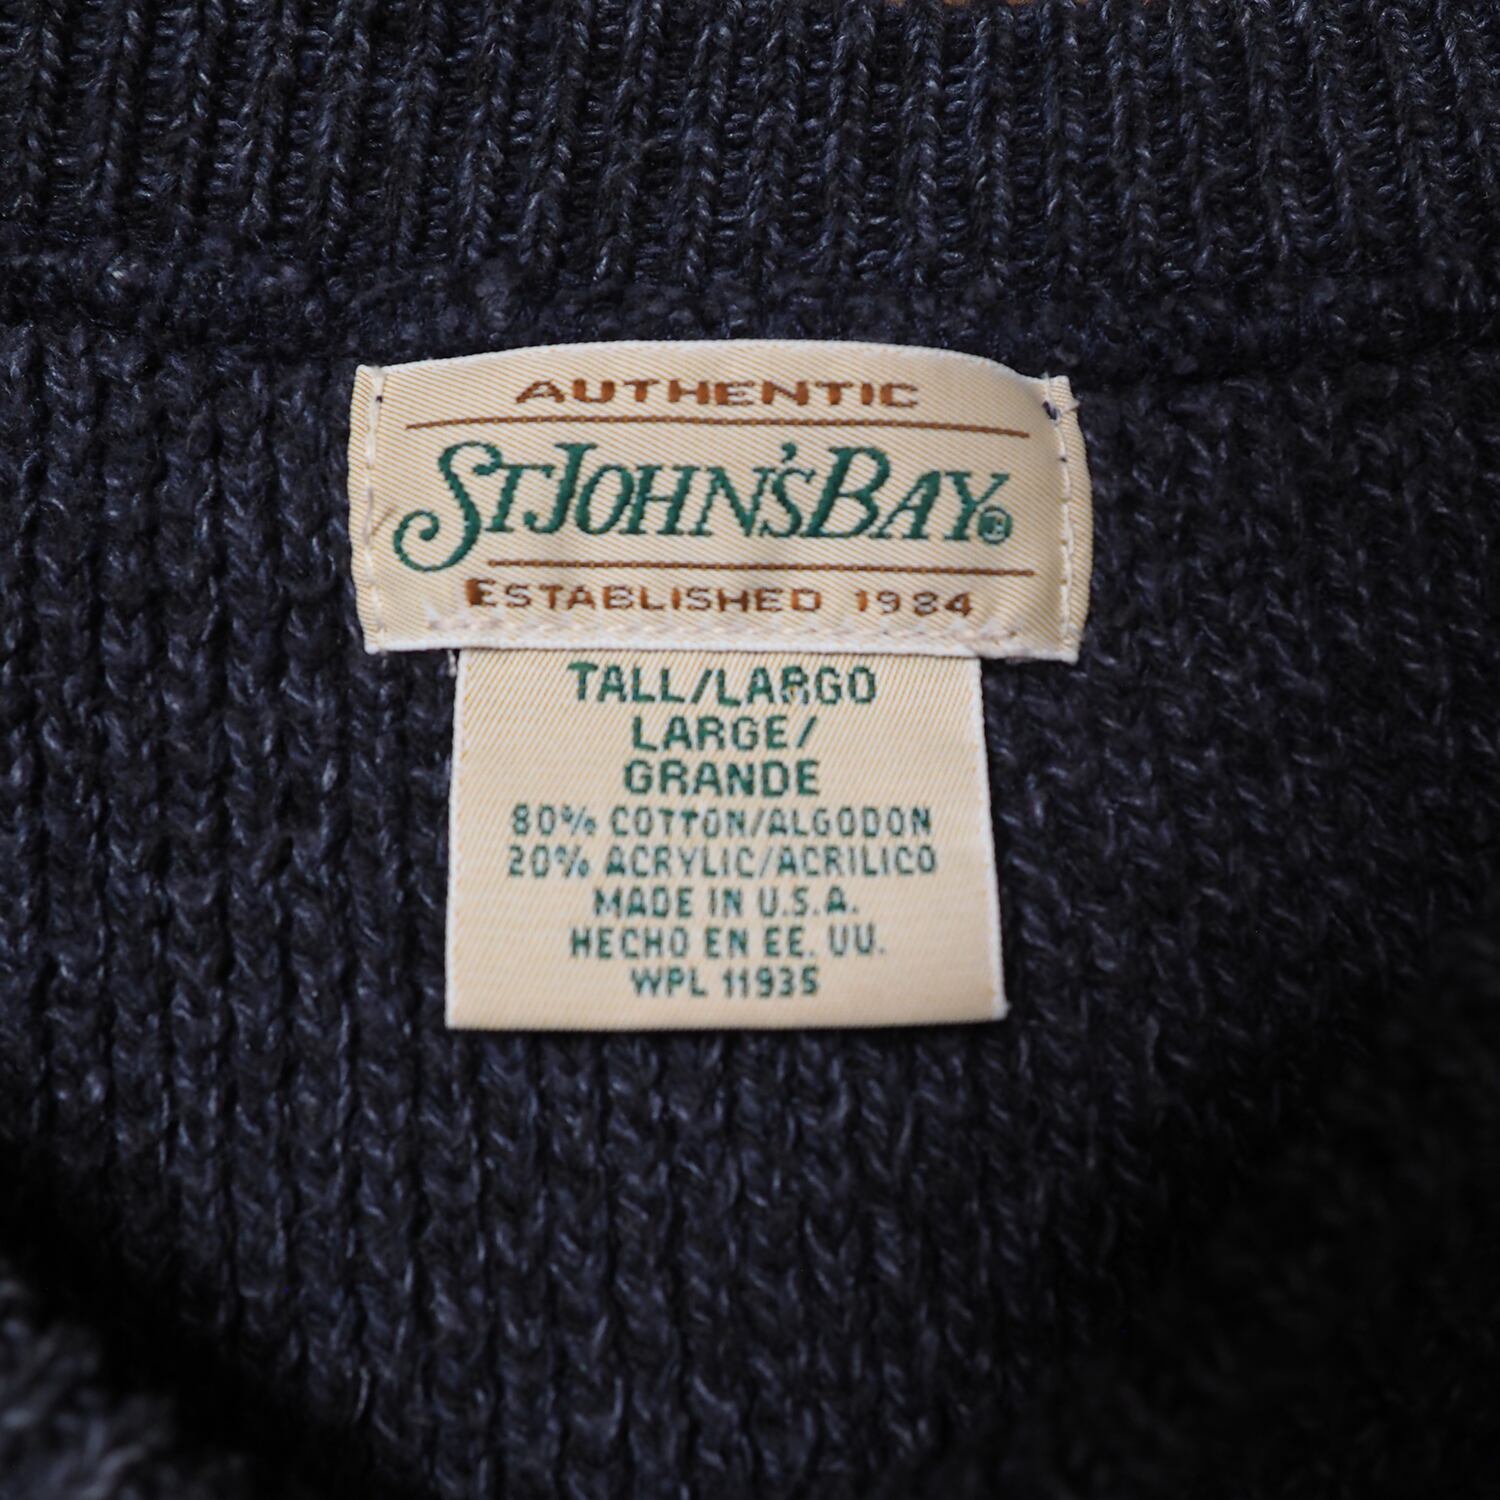 AUTHENTIC
ST JOHN'S BAY®
ESTABLISHED 1984
TALL/LARGO
LARGE/
GRANDE
80% COTTON/ALGODON
20% ACRYLIC/ACRILICO
MADE IN U.S.A.
HECHO EN EE. UU.
WPL 11935